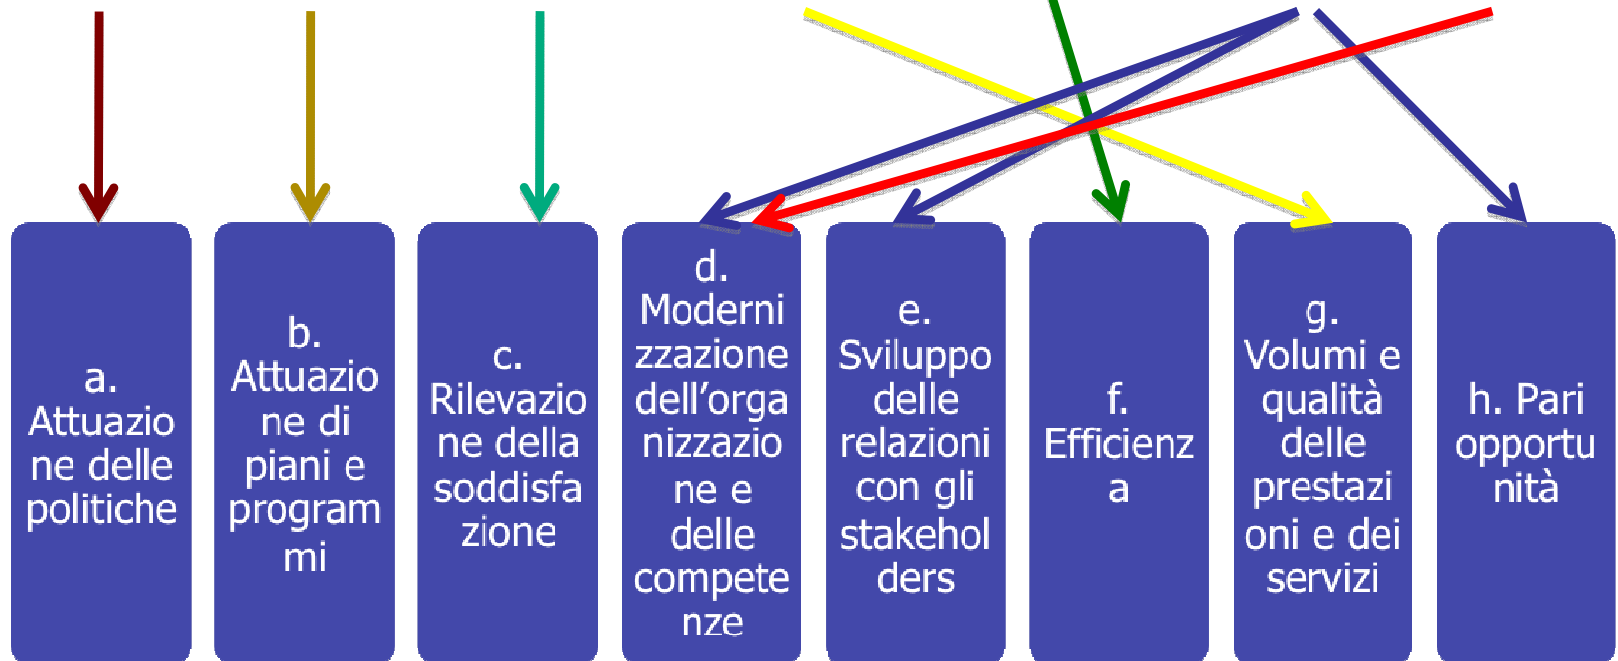 a.
Attuazio
ne delle
politiche
b.
Attuazio
ne di
piani e
program
mi
c.
Rilevazio
ne della
soddisfa
zione
d.
Moderni
zzazione
dell’orga
nizzazio
ne e
delle
compete
nze
e.
Sviluppo
delle
relazioni
con gli
stakehol
ders
f.
Efficienz
a
g.
Volumi e
qualità
delle
prestazi
oni e dei
servizi
h. Pari
opportu
nità